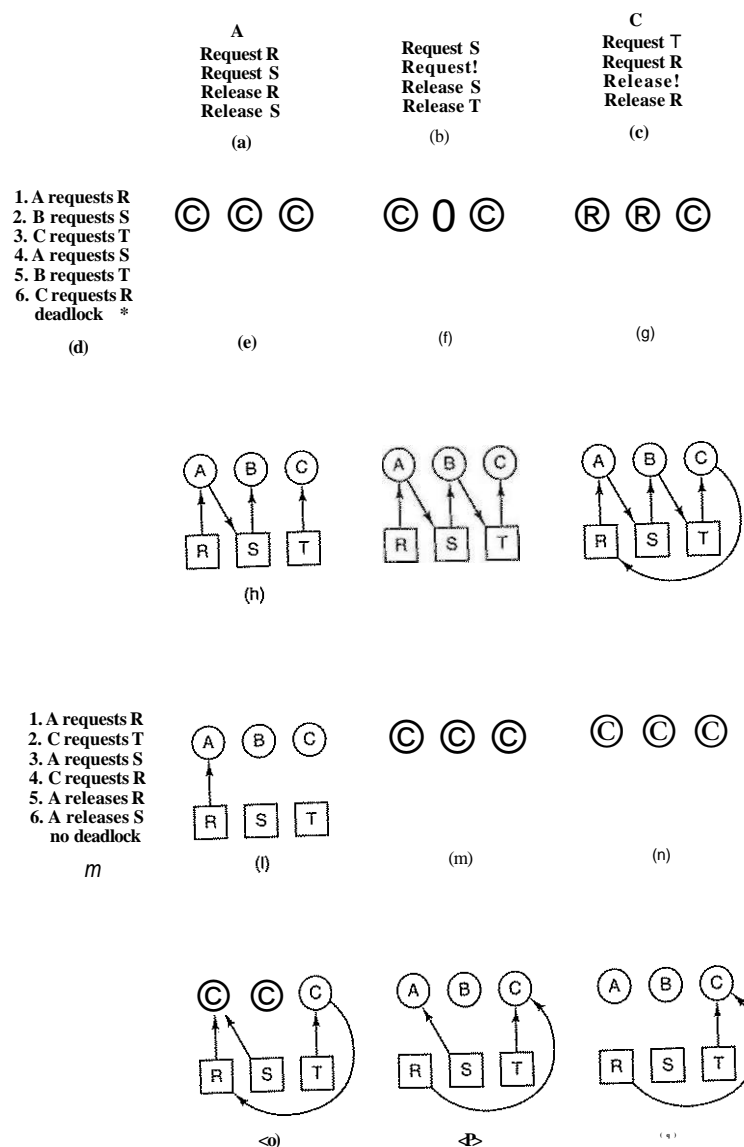 A
Request R
Request S
Release R
Release S
(a)
Request S
Request!
Release S
Release T
(b)
C
Request T
Request R
Release!
Release R
(c)
1. A requests R
2. B requests S
3. C requests T
4. A requests S
5. B requests T
6. C requests R
deadlock *
(d)
© © ©
(e)
© 0 ©
(f)
® ® ©
(g)
A B C
R S T
(h)
A B C
R S T
A B C
R S T
1. A requests R
2. C requests T
3. A requests S
4. C requests R
5. A releases R
6. A releases S
no deadlock
m
A B C
R S T
(l)
© © ©
(m)
© © ©
(n)
© © C
R S T
<o)
A B C
R S T
<P>
A B C
R S T